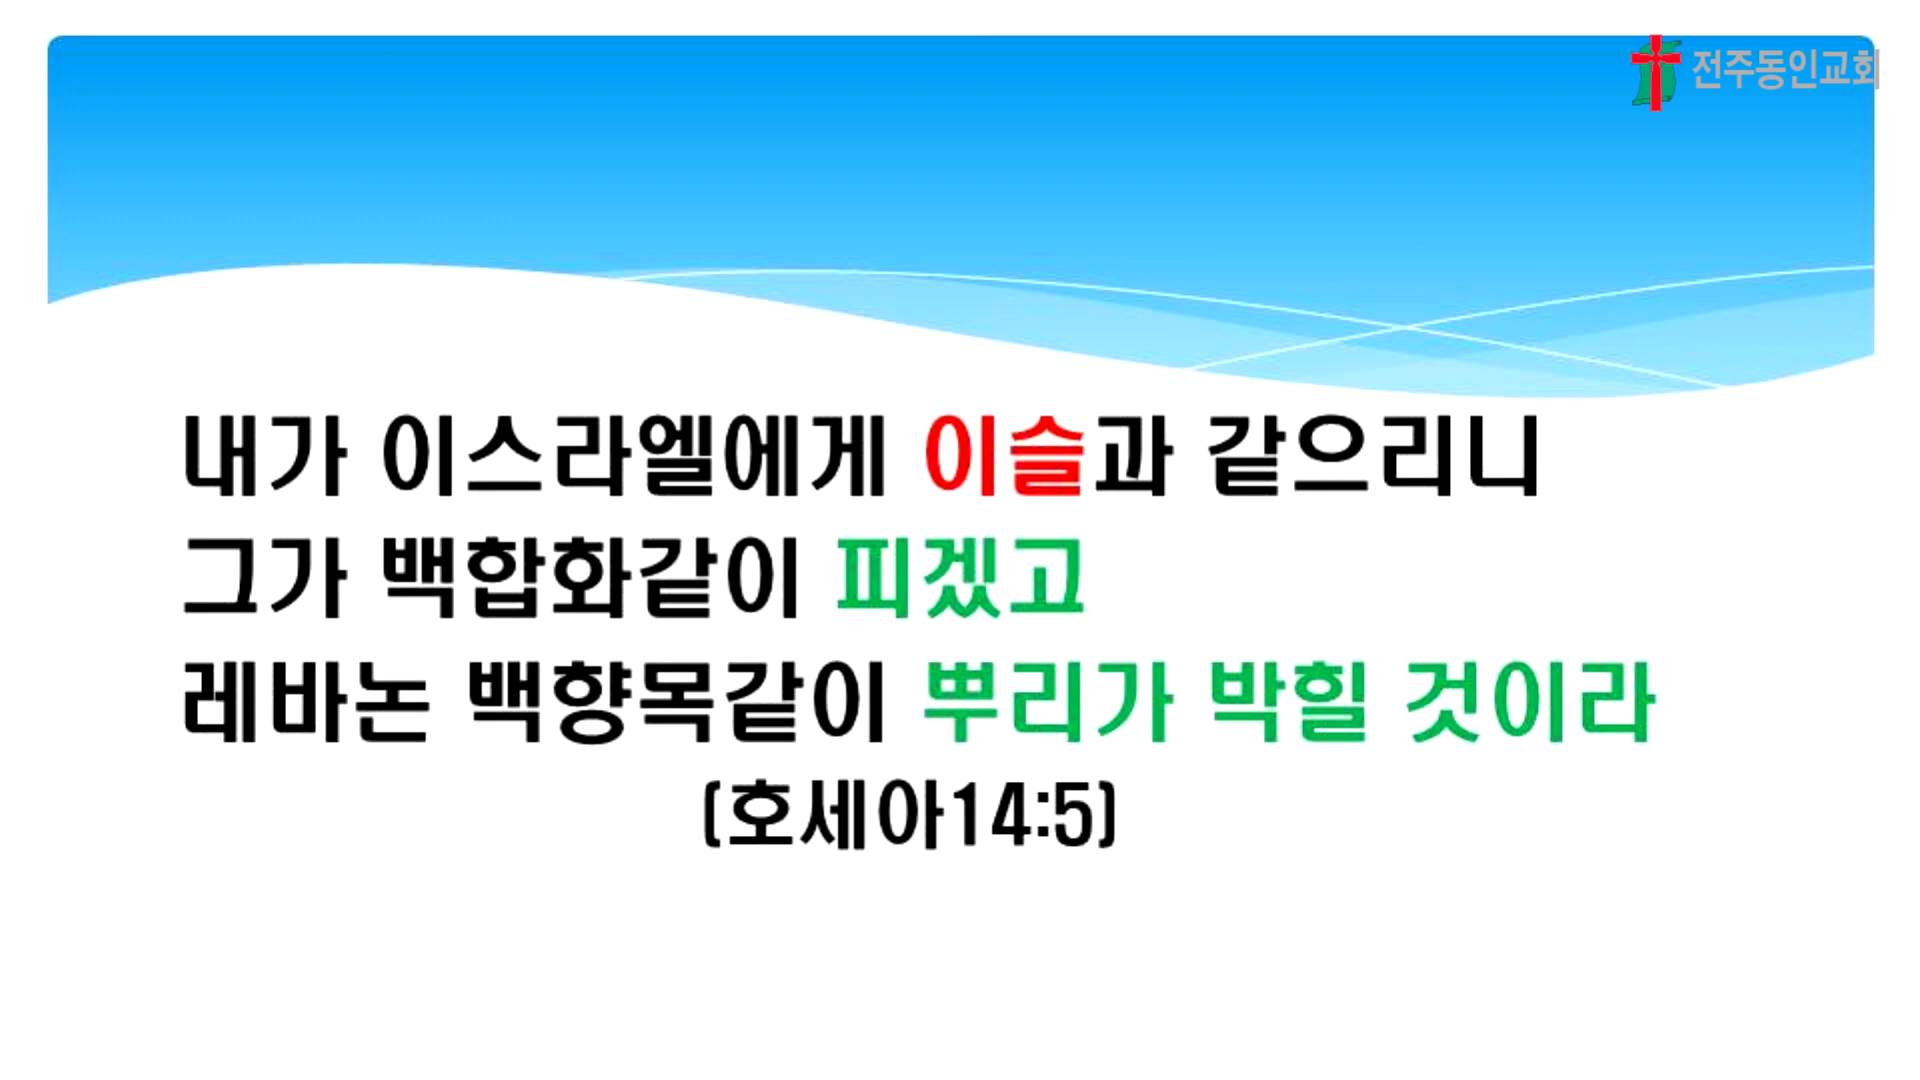 전주동인교회
내가 이스라엘에게 이슬과 같으리니
그가 백합화같이 피겠고
레바논 백향목같이 뿌리가 박힐 것이라
(호세아14:5)